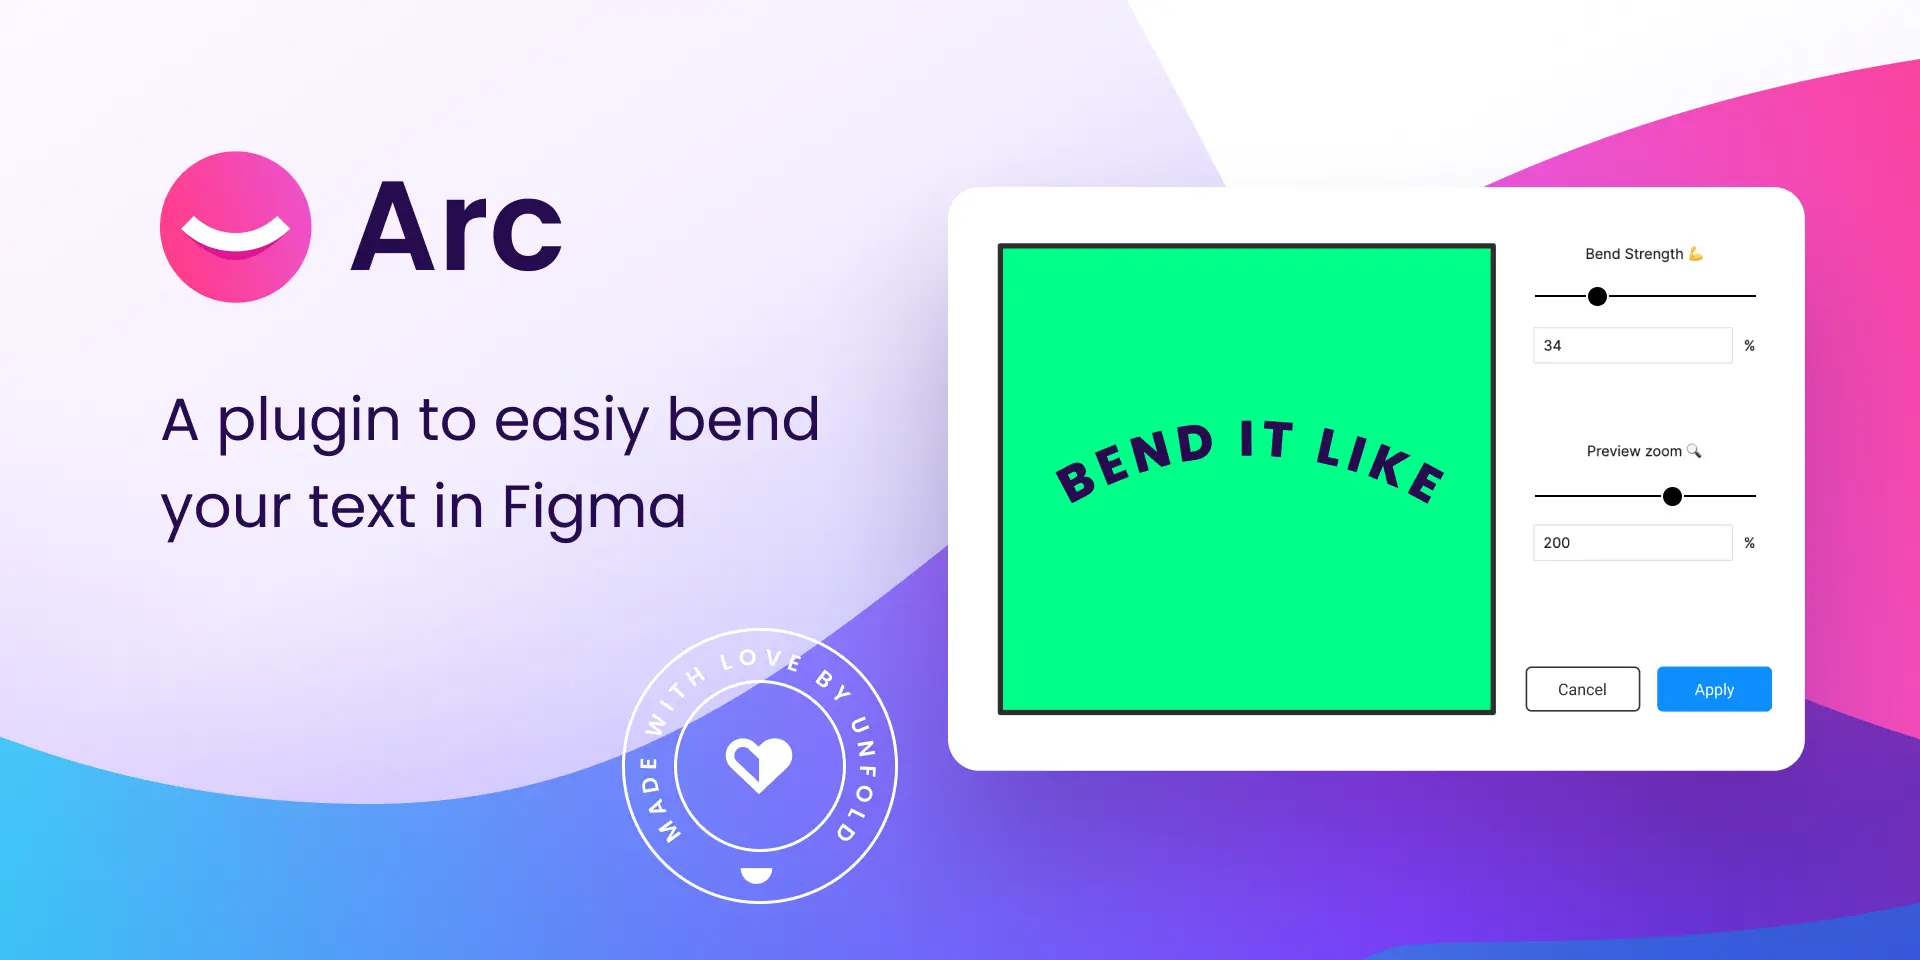 Arc
A plugin to easiy bend
your text in Figma
MADE WITH LOVE BY UNFOLD
BEND IT LIKE
Bend Strength 💪
34 %
Preview zoom 🔍
200 %
Cancel Apply